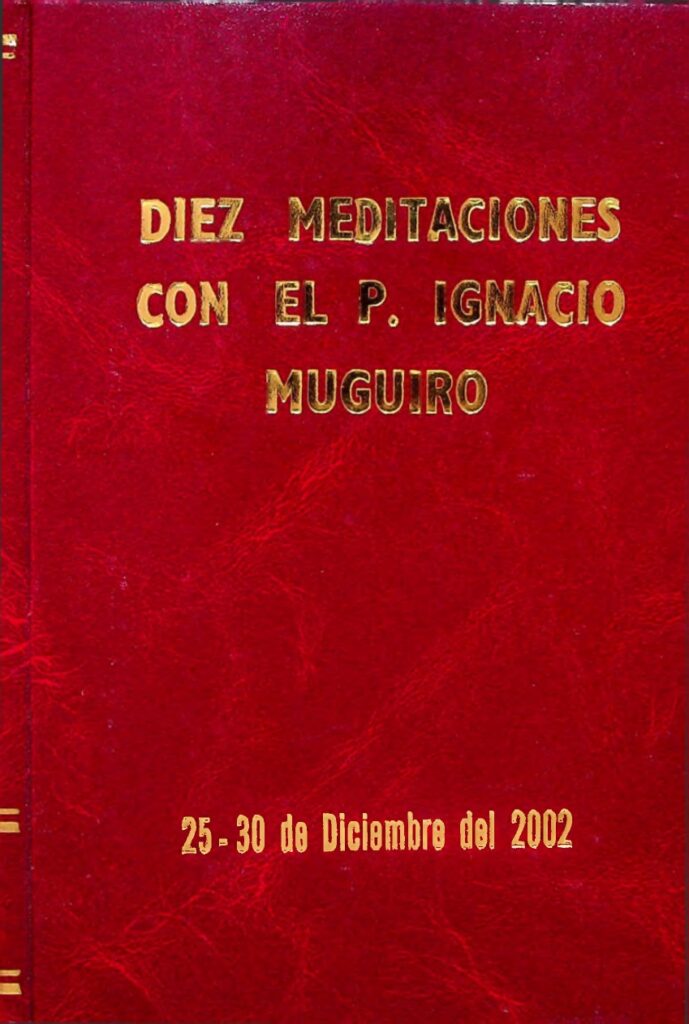 DIEZ MEDITACIONES
CON EL P. IGNACIO
MUGUIRO
25-30 de Diciembre del 2002